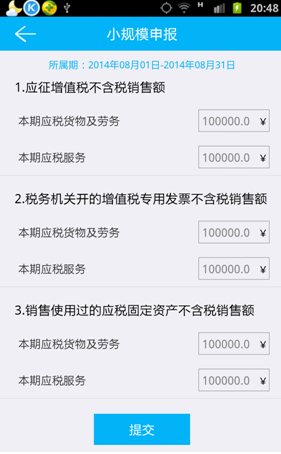 20:48
小规模申报
所属期：2014年08月01日-2014年08月31日
1.应征增值税不含税销售额
本期应税货物及劳务 100000.0 ¥
本期应税服务 100000.0 ¥
2.税务机关开的增值税专用发票不含税销售额
本期应税货物及劳务 100000.0 ¥
本期应税服务 100000.0 ¥
3.销售使用过的应税固定资产不含税销售额
本期应税货物及劳务 100000.0 ¥
本期应税服务 100000.0 ¥
提交